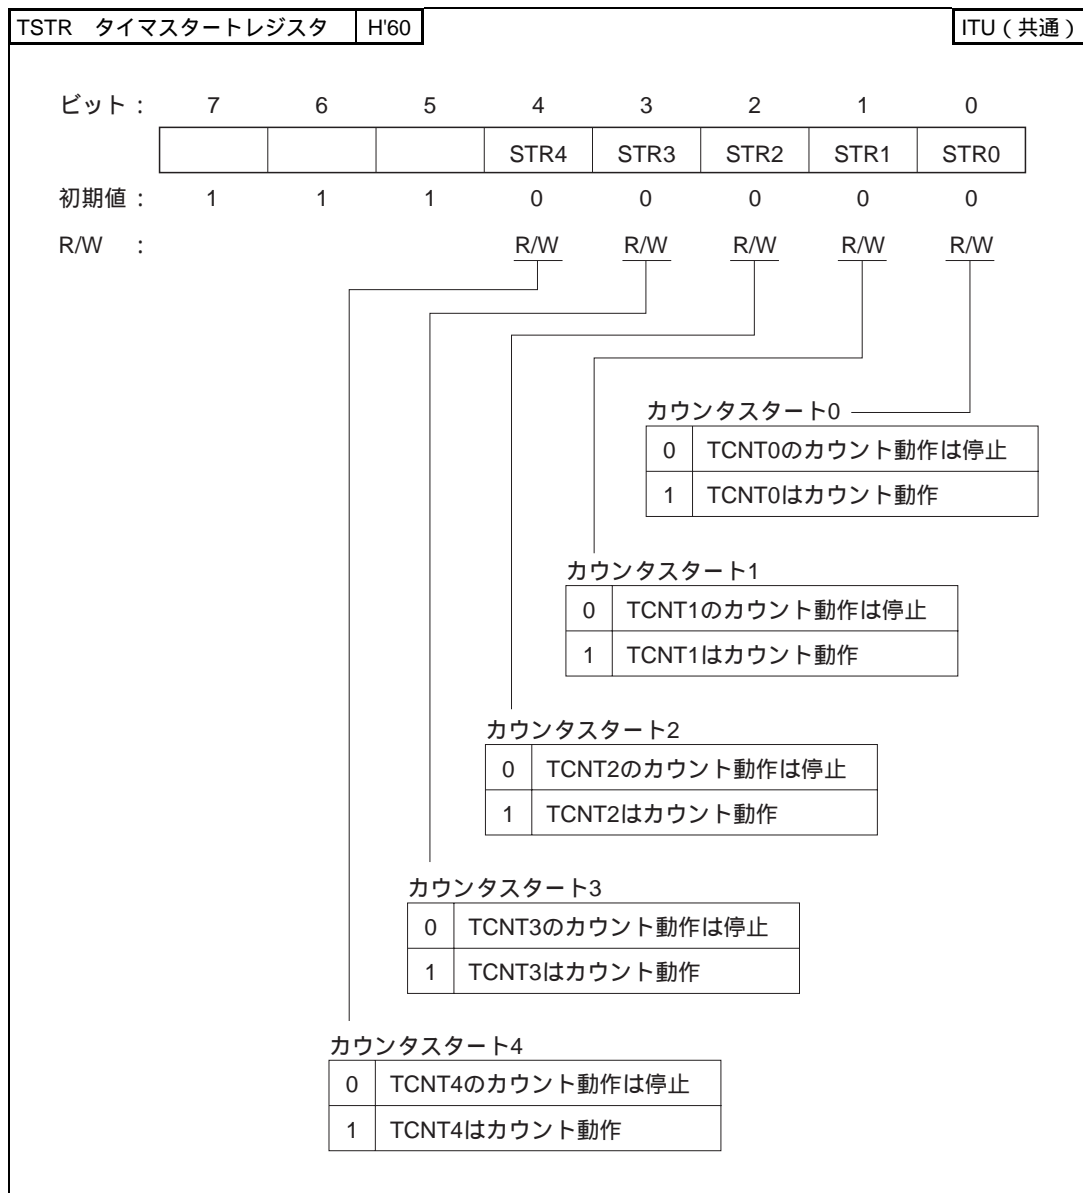 TSTR タイマスタートレジスタ H'60 ITU（共通）
ビット： 7 6 5 4 3 2 1 0
STR4 STR3 STR2 STR1 STR0
初期値： 1 1 1 0 0 0 0 0
R/W ： R/W R/W R/W R/W R/W
カウンタスタート0
0 TCNT0のカウント動作は停止
1 TCNT0はカウント動作
カウンタスタート1
0 TCNT1のカウント動作は停止
1 TCNT1はカウント動作
カウンタスタート2
0 TCNT2のカウント動作は停止
1 TCNT2はカウント動作
カウンタスタート3
0 TCNT3のカウント動作は停止
1 TCNT3はカウント動作
カウンタスタート4
0 TCNT4のカウント動作は停止
1 TCNT4はカウント動作